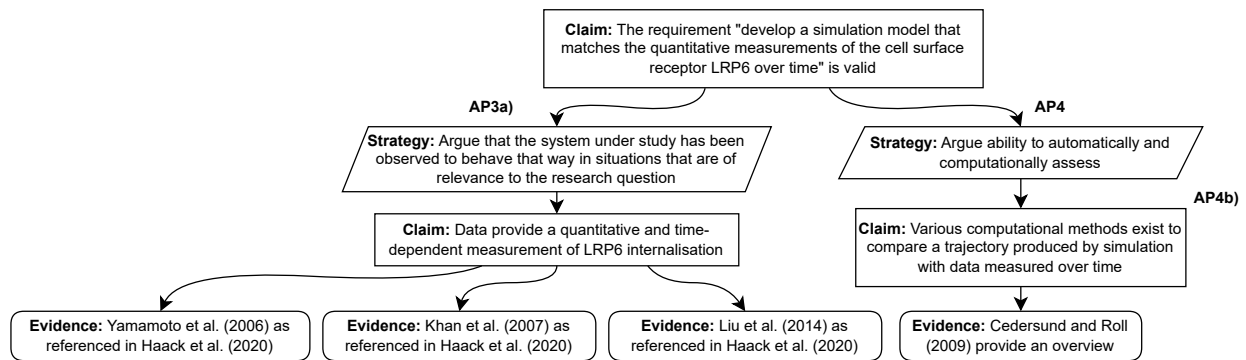 Claim: The requirement "develop a simulation model that
matches the quantitative measurements of the cell surface
receptor LRP6 over time" is valid
AP3a)
AP4
Strategy: Argue that the system under study has been
observed to behave that way in situations that are of
relevance to the research question
Strategy: Argue ability to automatically and
computationally assess
AP4b)
Claim: Data provide a quantitative and time-
dependent measurement of LRP6 internalisation
Claim: Various computational methods exist to
compare a trajectory produced by simulation
with data measured over time
Evidence: Yamamoto et al. (2006) as
referenced in Haack et al. (2020)
Evidence: Khan et al. (2007) as
referenced in Haack et al. (2020)
Evidence: Liu et al. (2014) as
referenced in Haack et al. (2020)
Evidence: Cedersund and Roll
(2009) provide an overview